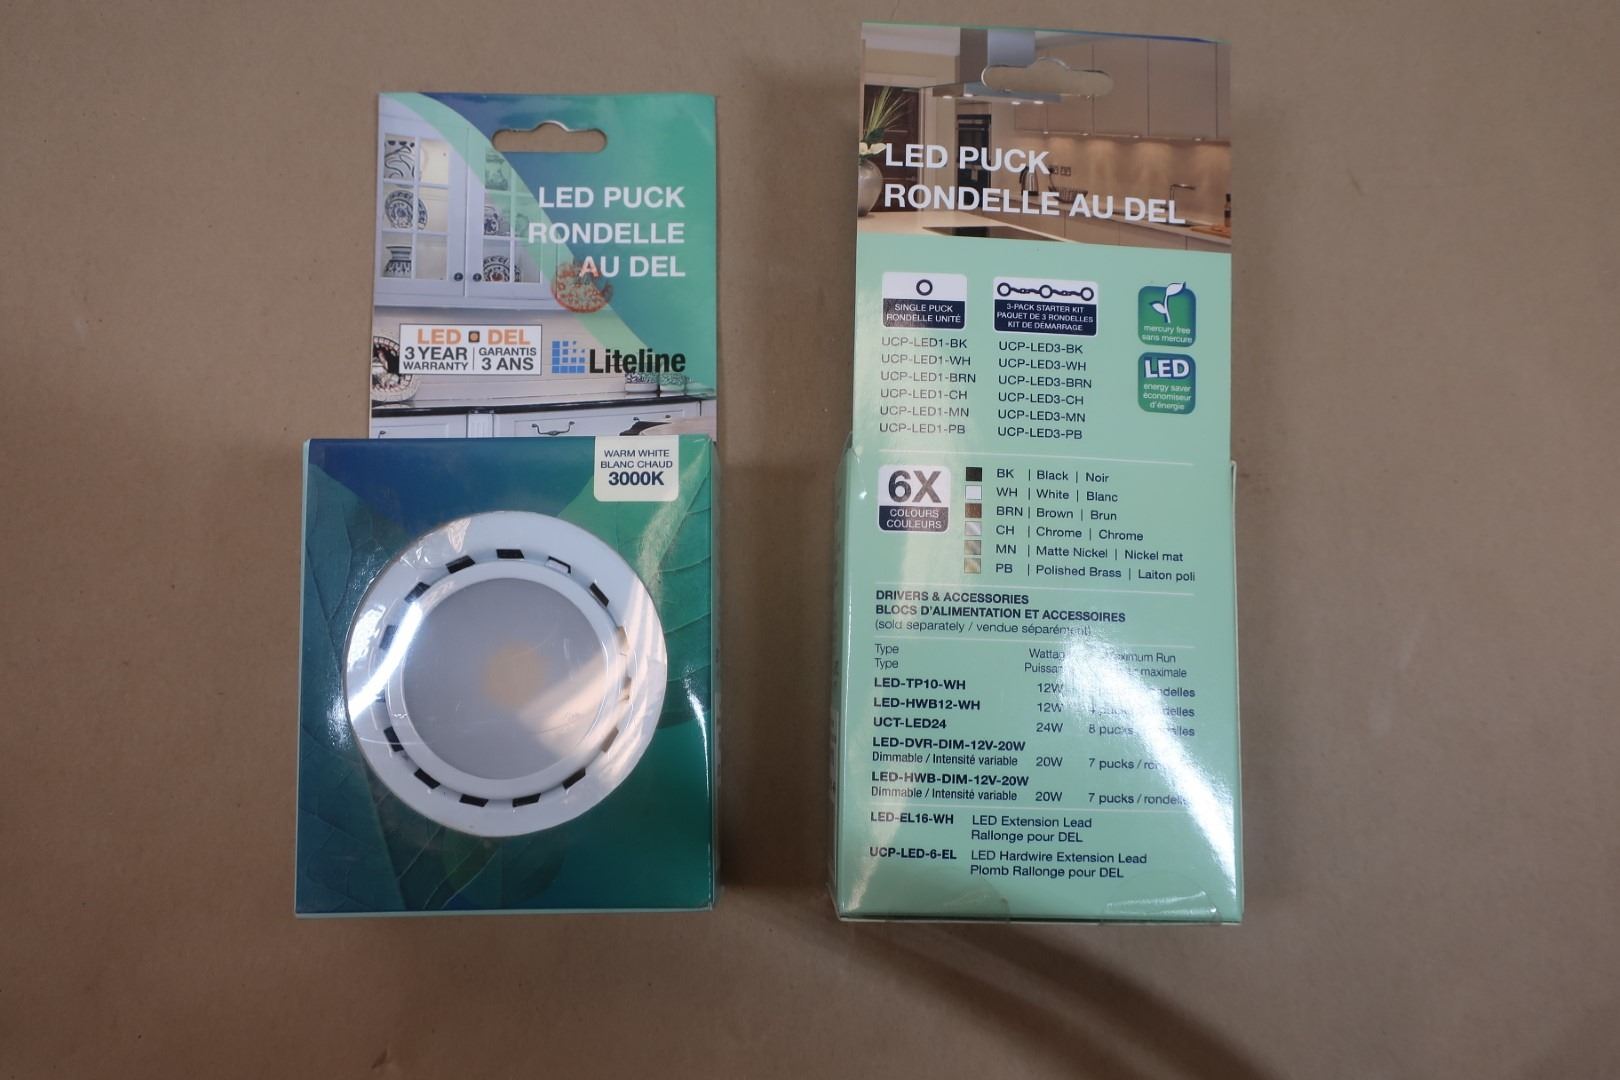 LED PUCK
RONDELLE
AU DEL
LED DEL
3 YEAR WARRANTY
GARANTIS 3 ANS
Liteline
WARM WHITE
BLANC CHAUD
3000K
LED PUCK
RONDELLE AU DEL
SINGLE PUCK
RONDELLE UNITÉ
UCP-LED1-BK
UCP-LED1-WH
UCP-LED1-BRN
UCP-LED1-CH
UCP-LED1-MN
UCP-LED1-PB
3-PACK STARTER KIT
PAQUET DE 3 RONDELLES
KIT DE DÉMARRAGE
UCP-LED3-BK
UCP-LED3-WH
UCP-LED3-BRN
UCP-LED3-CH
UCP-LED3-MN
UCP-LED3-PB
mercury free
sans mercure
LED
energy saver
économiseur
d'énergie
6X
COLOURS
COULEURS
BK | Black | Noir
WH | White | Blanc
BRN | Brown | Brun
CH | Chrome | Chrome
MN | Matte Nickel | Nickel mat
PB | Polished Brass | Laiton poli
DRIVERS & ACCESSORIES
BLOCS D'ALIMENTATION ET ACCESSOIRES
(sold separately / vendue séparément)
Type Run
Type maximale
LED-TP10-WH 12W
LED-HWB12-WH 12W
UCT-LED24 24W 8 pucks
LED-DVR-DIM-12V-20W
Dimmable / Intensité variable 20W 7 pucks /
LED-HWB-DIM-12V-20W
Dimmable / Intensité variable 20W 7 pucks /
LED-EL16-WH LED Extension Lead
Rallonge pour DEL
UCP-LED-6-EL LED Hardwire Extension Lead
Plomb Rallonge pour DEL